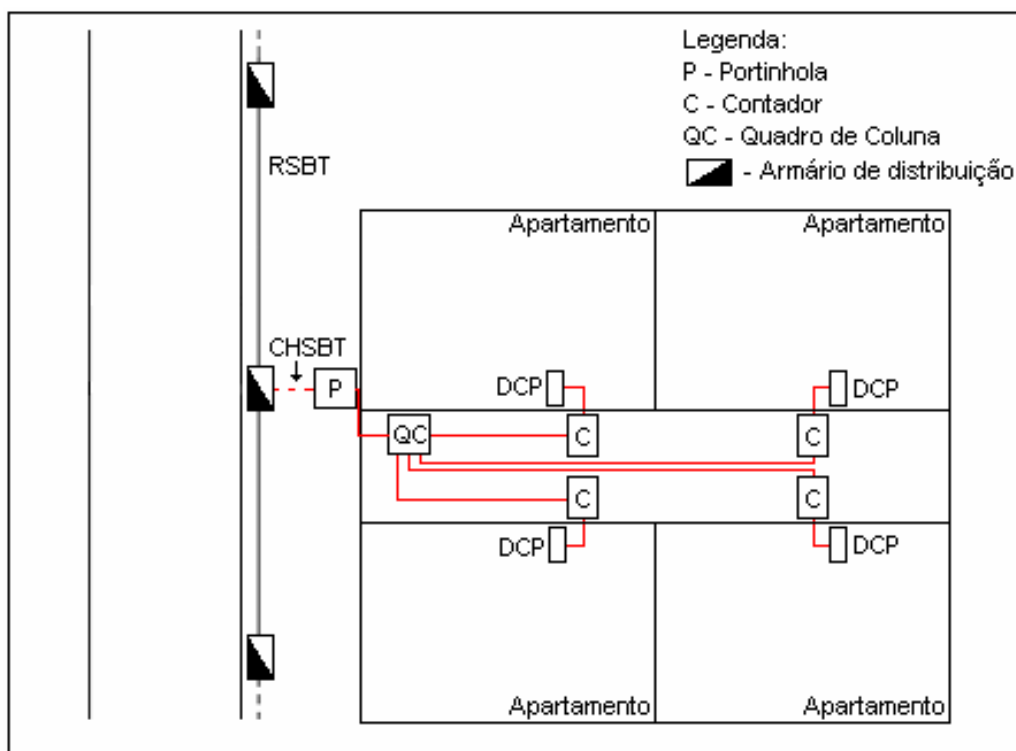 Legenda:
P - Portinhola
C - Contador
QC - Quadro de Coluna
- Armário de distribuição
RSBT
Apartamento
Apartamento
CHSBT
P
DCP
DCP
QC
C
C
C
C
DCP
DCP
Apartamento
Apartamento